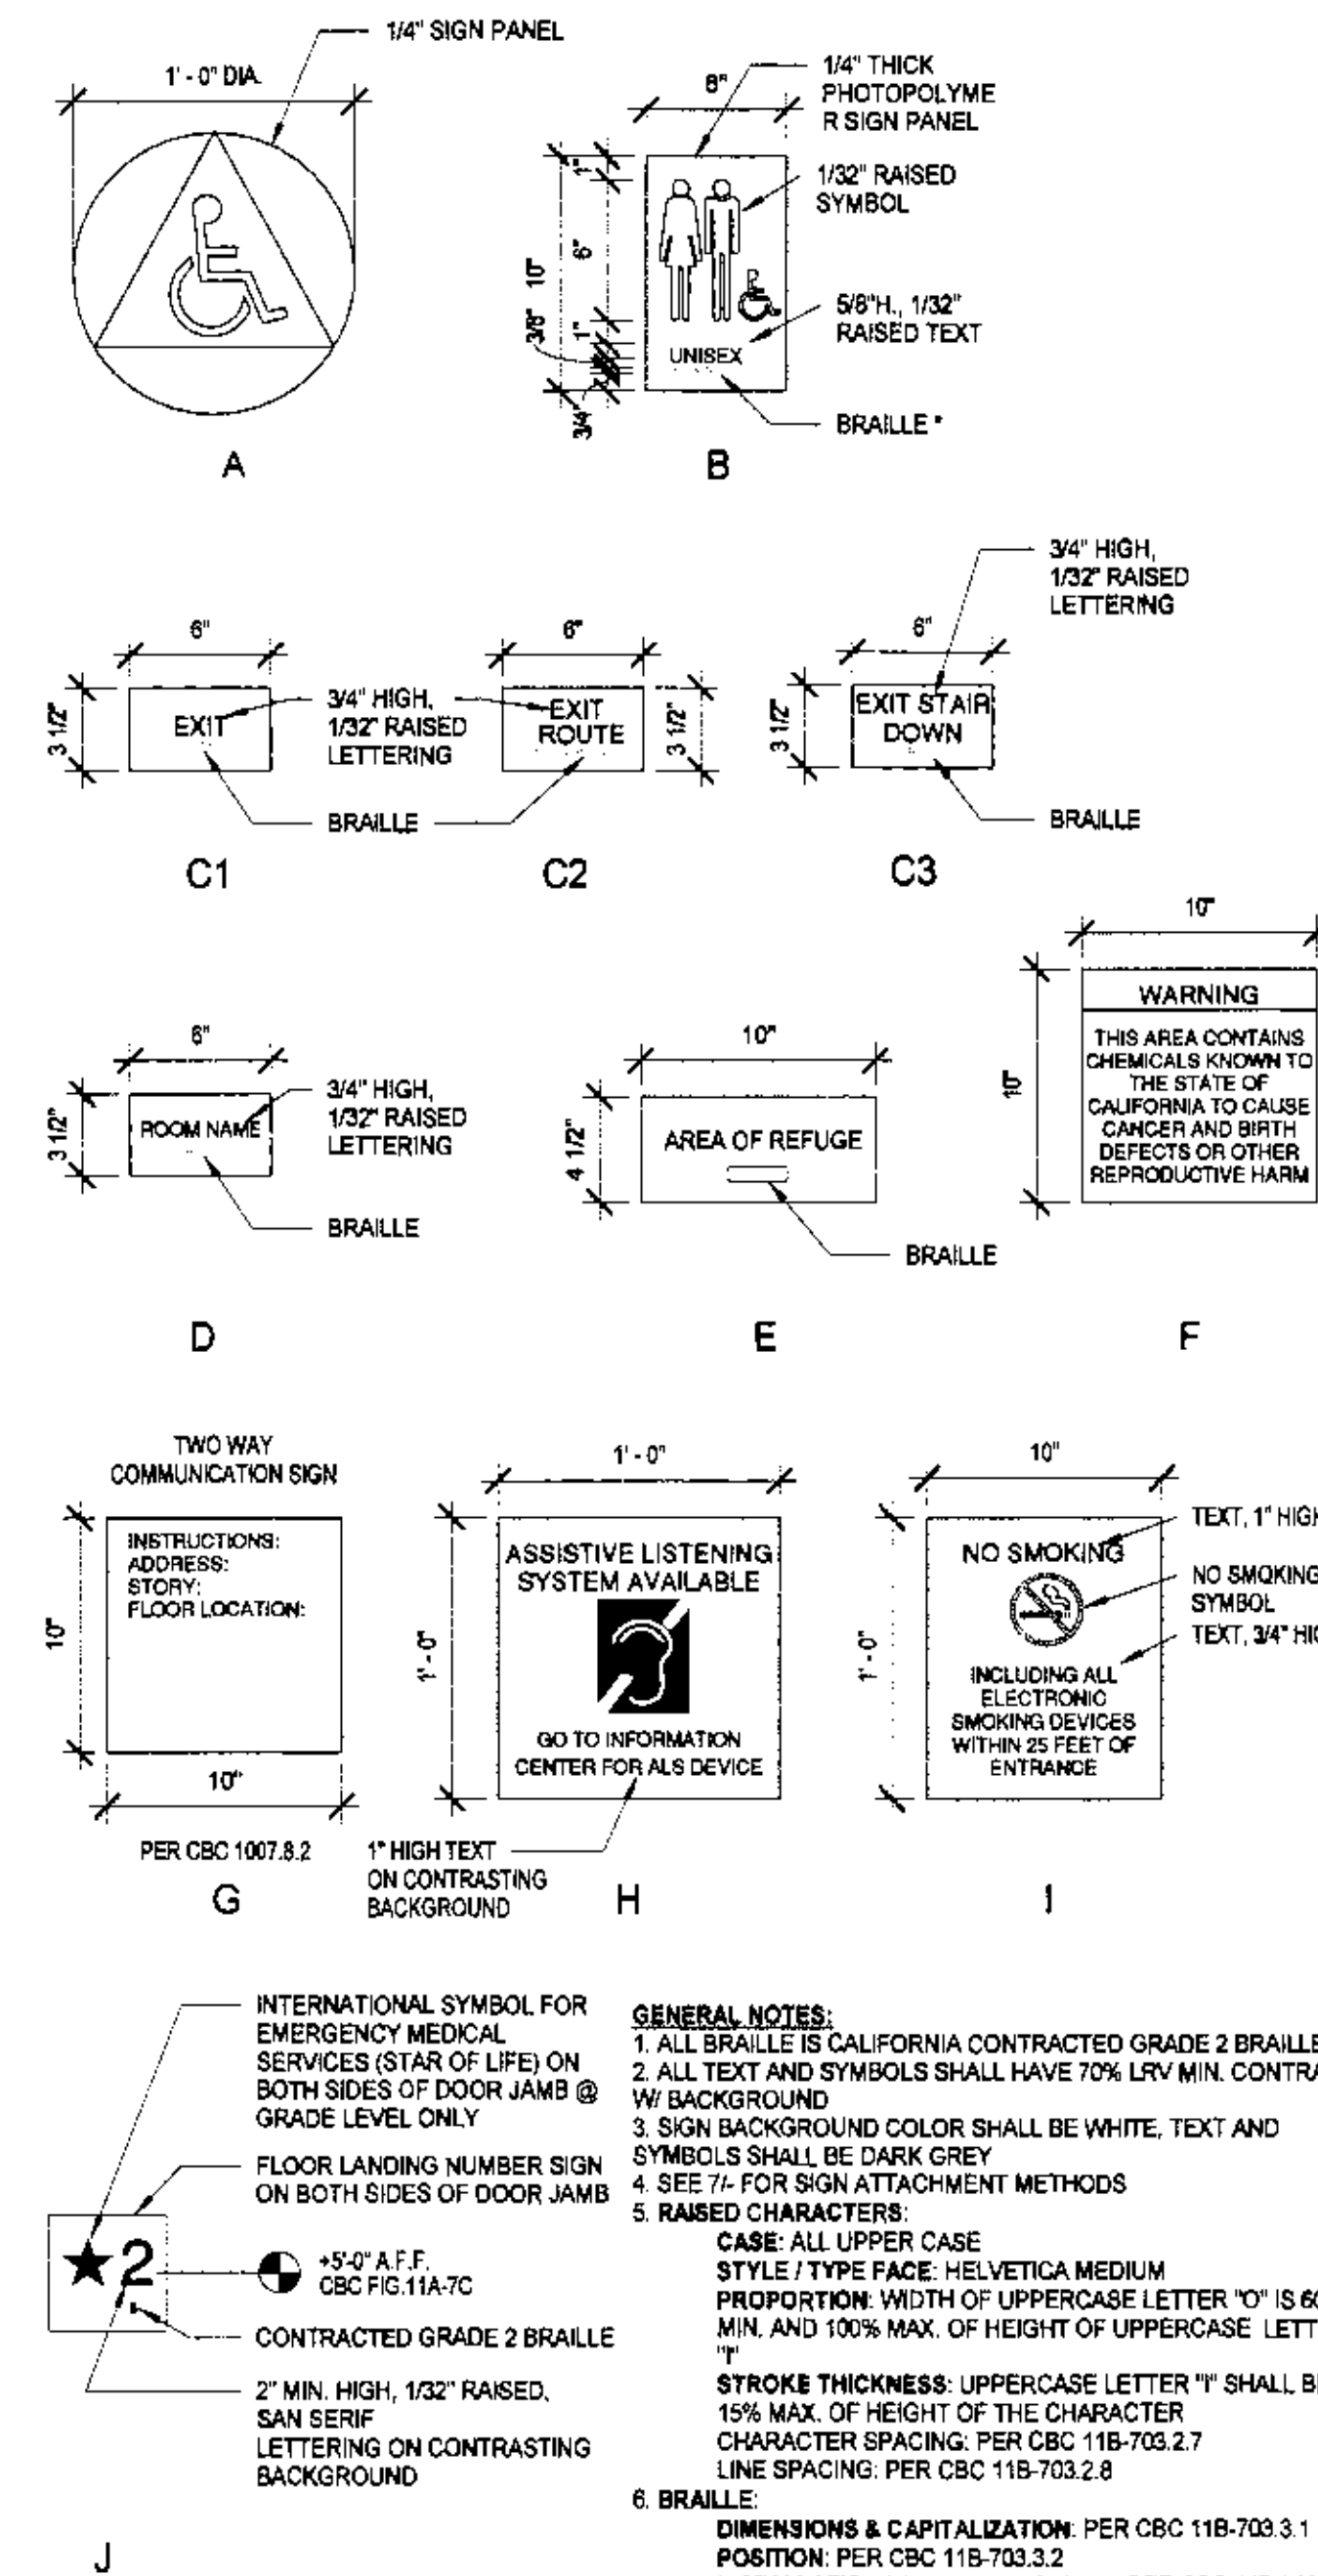 1/4" SIGN PANEL
1' - 0" DIA.
A
6"
1/4" THICK
PHOTOPOLYME
R SIGN PANEL
1/32" RAISED
SYMBOL
1"
6"
10"
3/8"
1"
3/4"
5/8"H., 1/32"
RAISED TEXT
UNISEX
BRAILLE *
B
6"
3 1/2"
EXIT
3/4" HIGH,
1/32" RAISED
LETTERING
BRAILLE
C1
6"
EXIT
ROUTE
3 1/2"
C2
3/4" HIGH,
1/32" RAISED
LETTERING
6"
3 1/2"
EXIT STAIR
DOWN
BRAILLE
C3
6"
3 1/2"
ROOM NAME
3/4" HIGH,
1/32" RAISED
LETTERING
BRAILLE
D
10"
4 1/2"
AREA OF REFUGE
BRAILLE
E
10"
10"
WARNING
THIS AREA CONTAINS
CHEMICALS KNOWN TO
THE STATE OF
CALIFORNIA TO CAUSE
CANCER AND BIRTH
DEFECTS OR OTHER
REPRODUCTIVE HARM
F
TWO WAY
COMMUNICATION SIGN
INSTRUCTIONS:
ADDRESS:
STORY:
FLOOR LOCATION:
10"
10"
PER CBC 1007.8.2
G
1' - 0"
1' - 0"
ASSISTIVE LISTENING
SYSTEM AVAILABLE
GO TO INFORMATION
CENTER FOR ALS DEVICE
1" HIGH TEXT
ON CONTRASTING
BACKGROUND
H
10"
1' - 0"
NO SMOKING
INCLUDING ALL
ELECTRONIC
SMOKING DEVICES
WITHIN 25 FEET OF
ENTRANCE
TEXT, 1" HIGH
NO SMOKING
SYMBOL
TEXT, 3/4"
I
INTERNATIONAL SYMBOL FOR
EMERGENCY MEDICAL
SERVICES (STAR OF LIFE) ON
BOTH SIDES OF DOOR JAMB @
GRADE LEVEL ONLY
FLOOR LANDING NUMBER SIGN
ON BOTH SIDES OF DOOR JAMB
2
+5'-0" A.F.F.
CBC FIG.11A-7C
CONTRACTED GRADE 2 BRAILLE
2" MIN. HIGH, 1/32" RAISED,
SAN SERIF
LETTERING ON CONTRASTING
BACKGROUND
J
GENERAL NOTES:
1. ALL BRAILLE IS CALIFORNIA CONTRACTED GRADE 2 BRAILLE
2. ALL TEXT AND SYMBOLS SHALL HAVE 70% LRV MIN.
W/ BACKGROUND
3. SIGN BACKGROUND COLOR SHALL BE WHITE, TEXT AND
SYMBOLS SHALL BE DARK GREY
4. SEE 7/- FOR SIGN ATTACHMENT METHODS
5. RAISED CHARACTERS:
CASE: ALL UPPER CASE
STYLE / TYPE FACE: HELVETICA MEDIUM
PROPORTION: WIDTH OF UPPERCASE LETTER "O" IS
MIN. AND 100% MAX. OF HEIGHT OF UPPERCASE
"I"
STROKE THICKNESS: UPPERCASE LETTER "I" SHALL
15% MAX. OF HEIGHT OF THE CHARACTER
CHARACTER SPACING: PER CBC 11B-703.2.7
LINE SPACING: PER CBC 11B-703.2.8
6. BRAILLE:
DIMENSIONS & CAPITALIZATION: PER CBC 11B-703.3.1
POSITION: PER CBC 11B-703.3.2